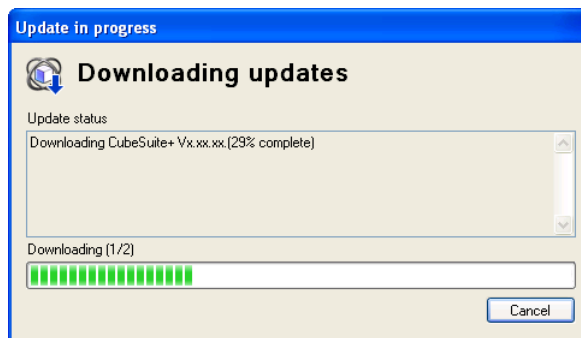 Update in progress
Downloading updates
Update status
Downloading CubeSuite+ Vx.xx.xx.(29% complete)
Downloading (1/2)
Cancel